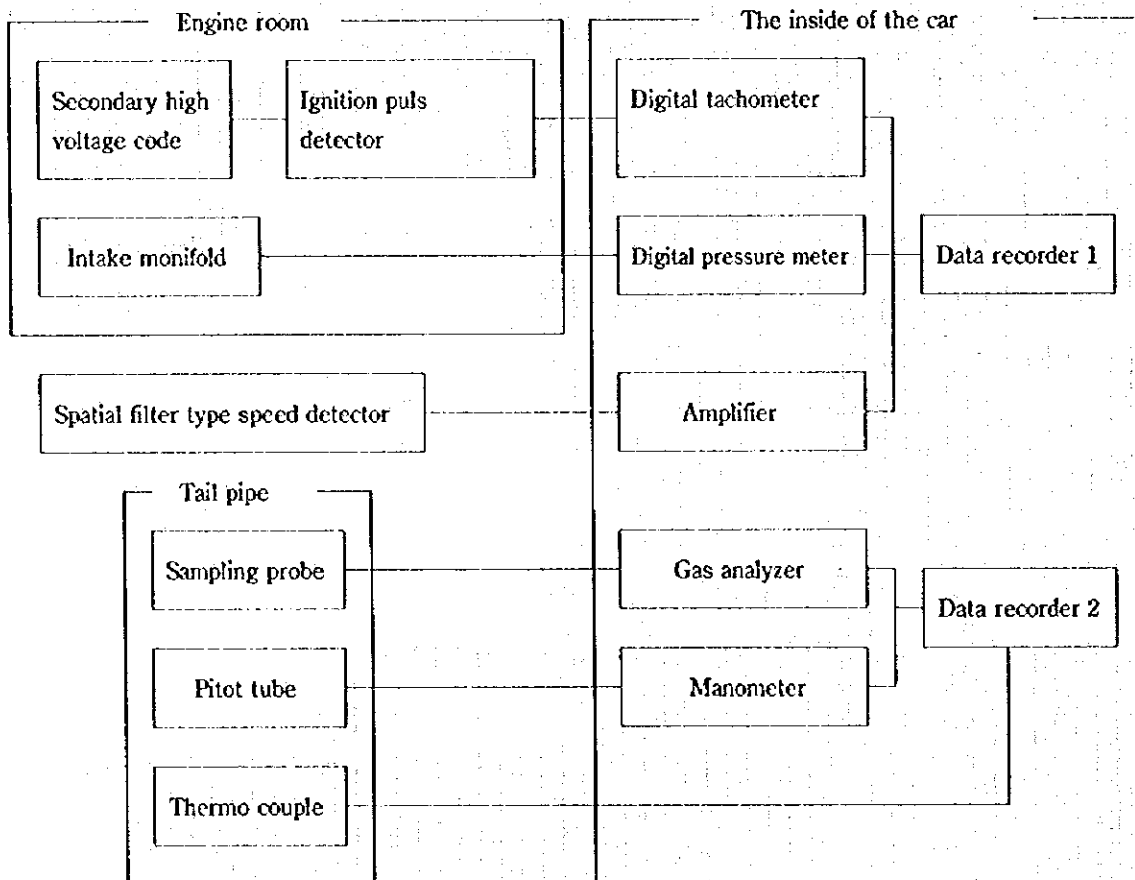 Engine room
The inside of the car
Secondary high
voltage code
Ignition puls
detector
Digital tachometer
Intake monifold
Digital pressure meter
Data recorder 1
Spatial filter type speed detector
Amplifier
Tail pipe
Sampling probe
Gas analyzer
Data recorder 2
Pitot tube
Manometer
Thermo couple